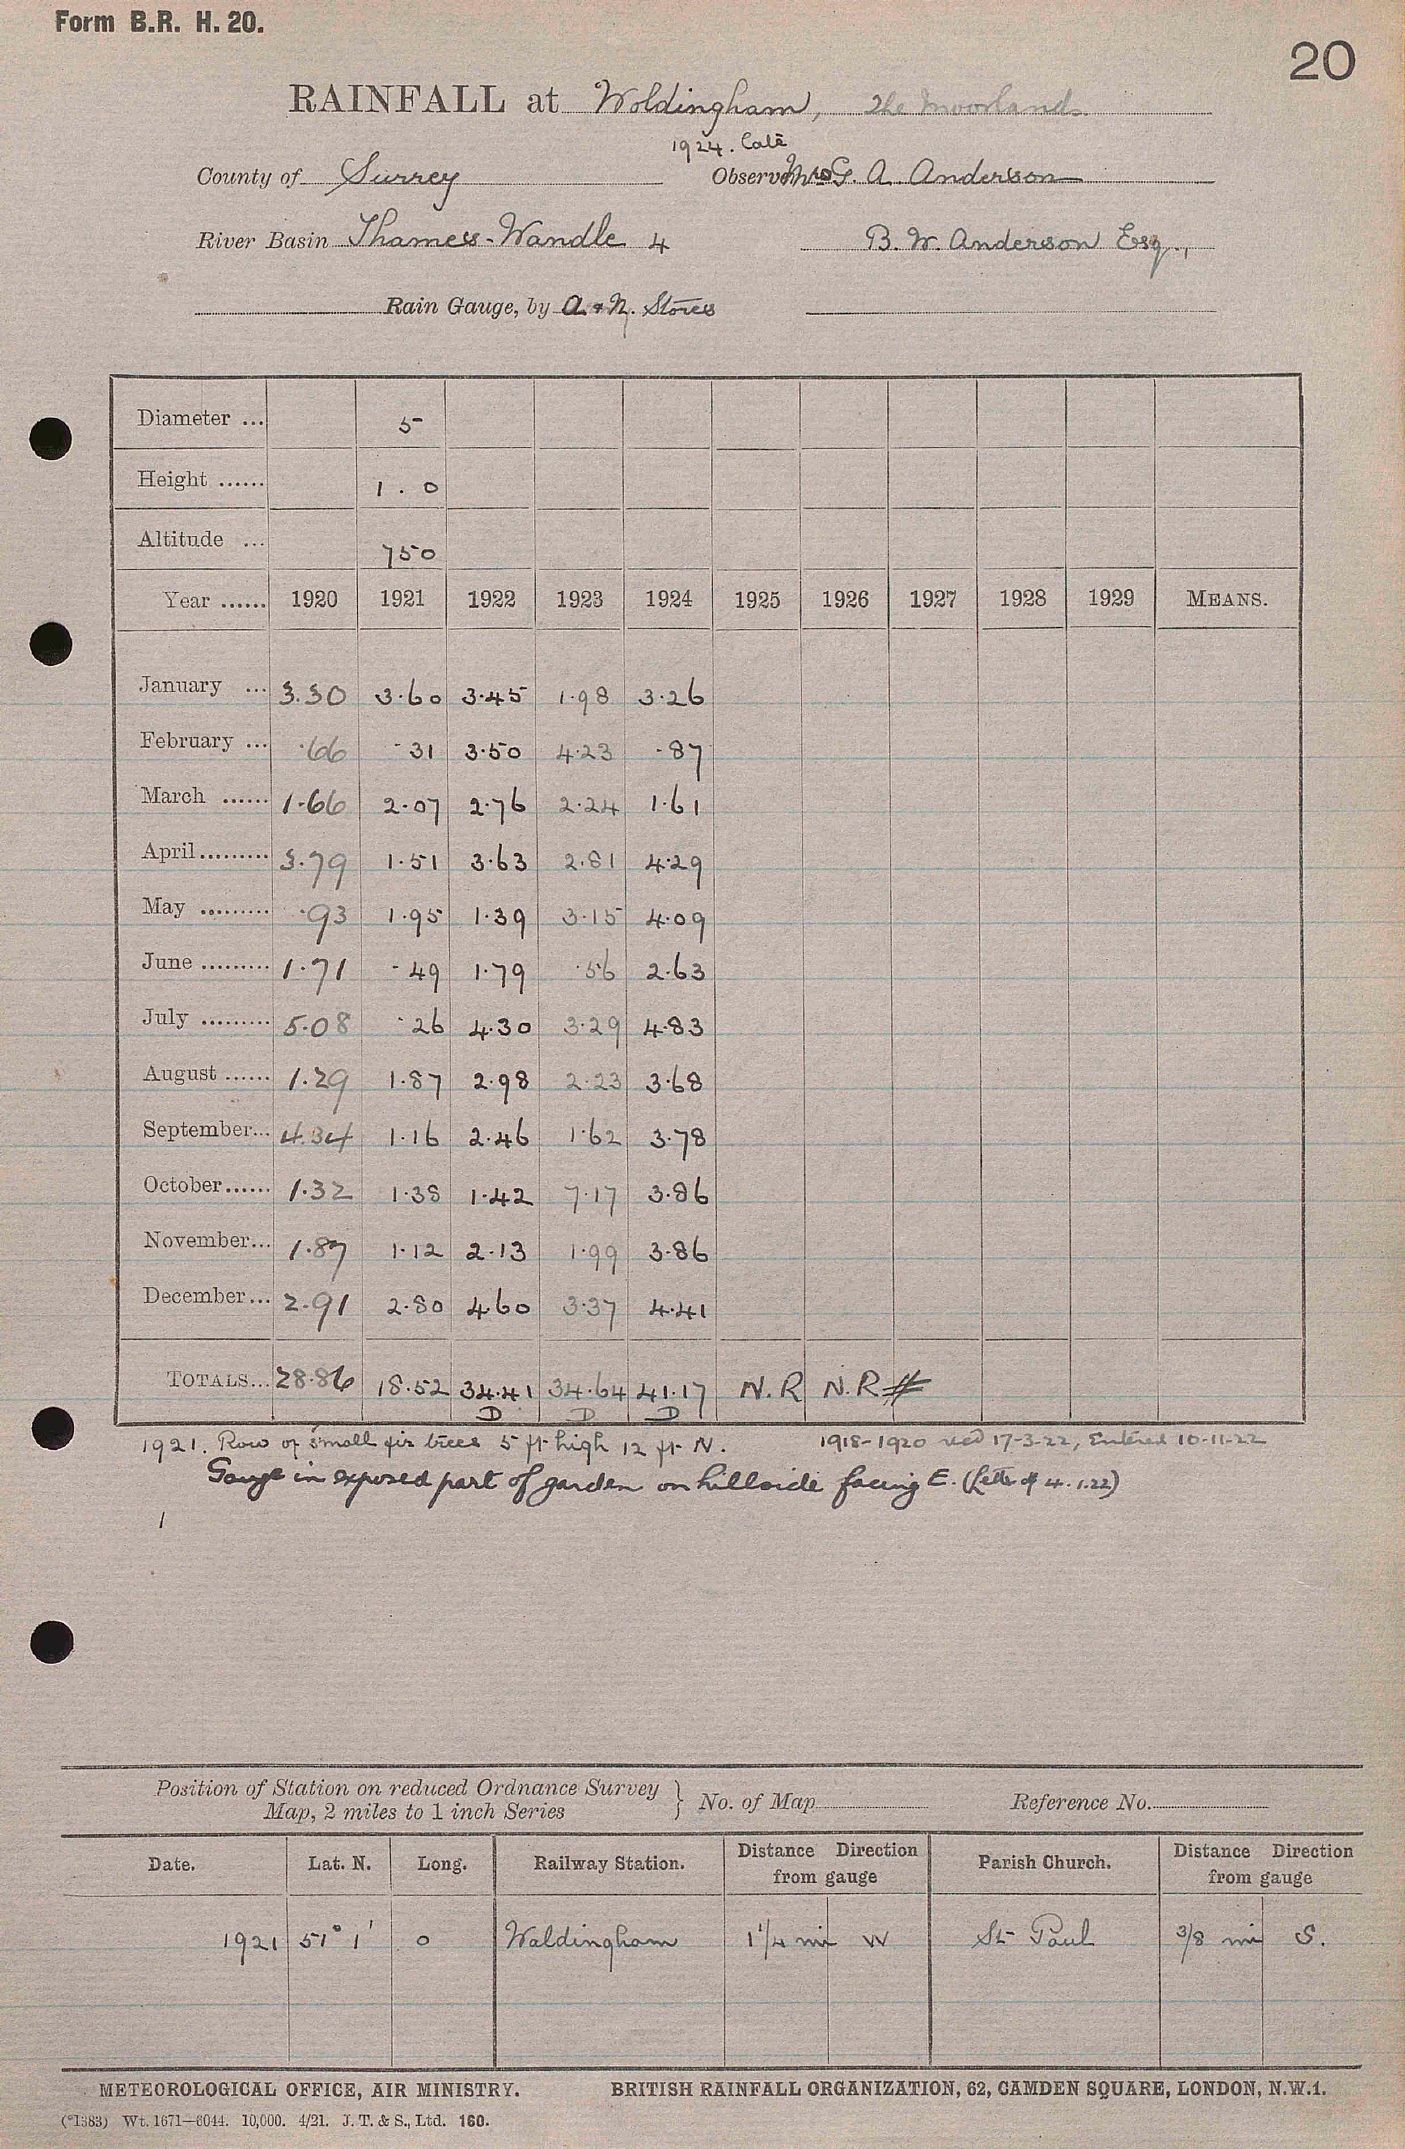 Form B.R. H. 20.
20
RAINFALL at Woldingham, The Moorlands
1924. Late
County of Surrey Observer Mrs G. A. Anderson
River Basin Thames-Wandle 4 B. W. Anderson Esq.,
Rain Gauge, by A & N. Stores
Diameter ... 5
Height ...... 1 . 0
Altitude ... 750
Year ...... 1920 1921 1922 1923 1924 1925 1926 1927 1928 1929 MEANS.
January ... 3.30 3.60 3.45 1.98 3.26
February ... .66 .31 3.50 4.23 .87
March ...... 1.66 2.07 2.76 2.24 1.61
April......... 3.79 1.51 3.63 2.81 4.29
May ......... .93 1.95 1.39 3.15 4.09
June ......... 1.71 .49 1.79 .56 2.63
July ......... 5.08 .26 4.30 3.29 4.83
August ...... 1.29 1.87 2.98 2.23 3.68
September... 4.34 1.16 2.46 1.62 3.78
October...... 1.32 1.38 1.42 7.17 3.86
November... 1.87 1.12 2.13 1.99 3.86
December... 2.91 2.80 4.60 3.37 4.41
TOTALS... 28.86 18.52 34.41 34.64 41.17 N.R N.R #
D D D
1921. Row of small fir trees 5 ft high 12 ft N. 1918-1920 recd 17-3-22, Entered 10-11-22
Gauge in exposed part of garden on hillside facing E. (Letter of 4.1.22)
1
Position of Station on reduced Ordnance Survey
Map, 2 miles to 1 inch Series } No. of Map Reference No.
Date. Lat. N. Long. Railway Station. Distance Direction from gauge Parish Church. Distance Direction from gauge
1921 51° 1' 0 Waldingham 1 1/4 mi W St Paul 3/8 mi S.
METEOROLOGICAL OFFICE, AIR MINISTRY. BRITISH RAINFALL ORGANIZATION, 62, CAMDEN SQUARE, LONDON, N.W.1.
(*1383) Wt. 1671—6044. 10,000. 4/21. J. T. & S., Ltd. 160.